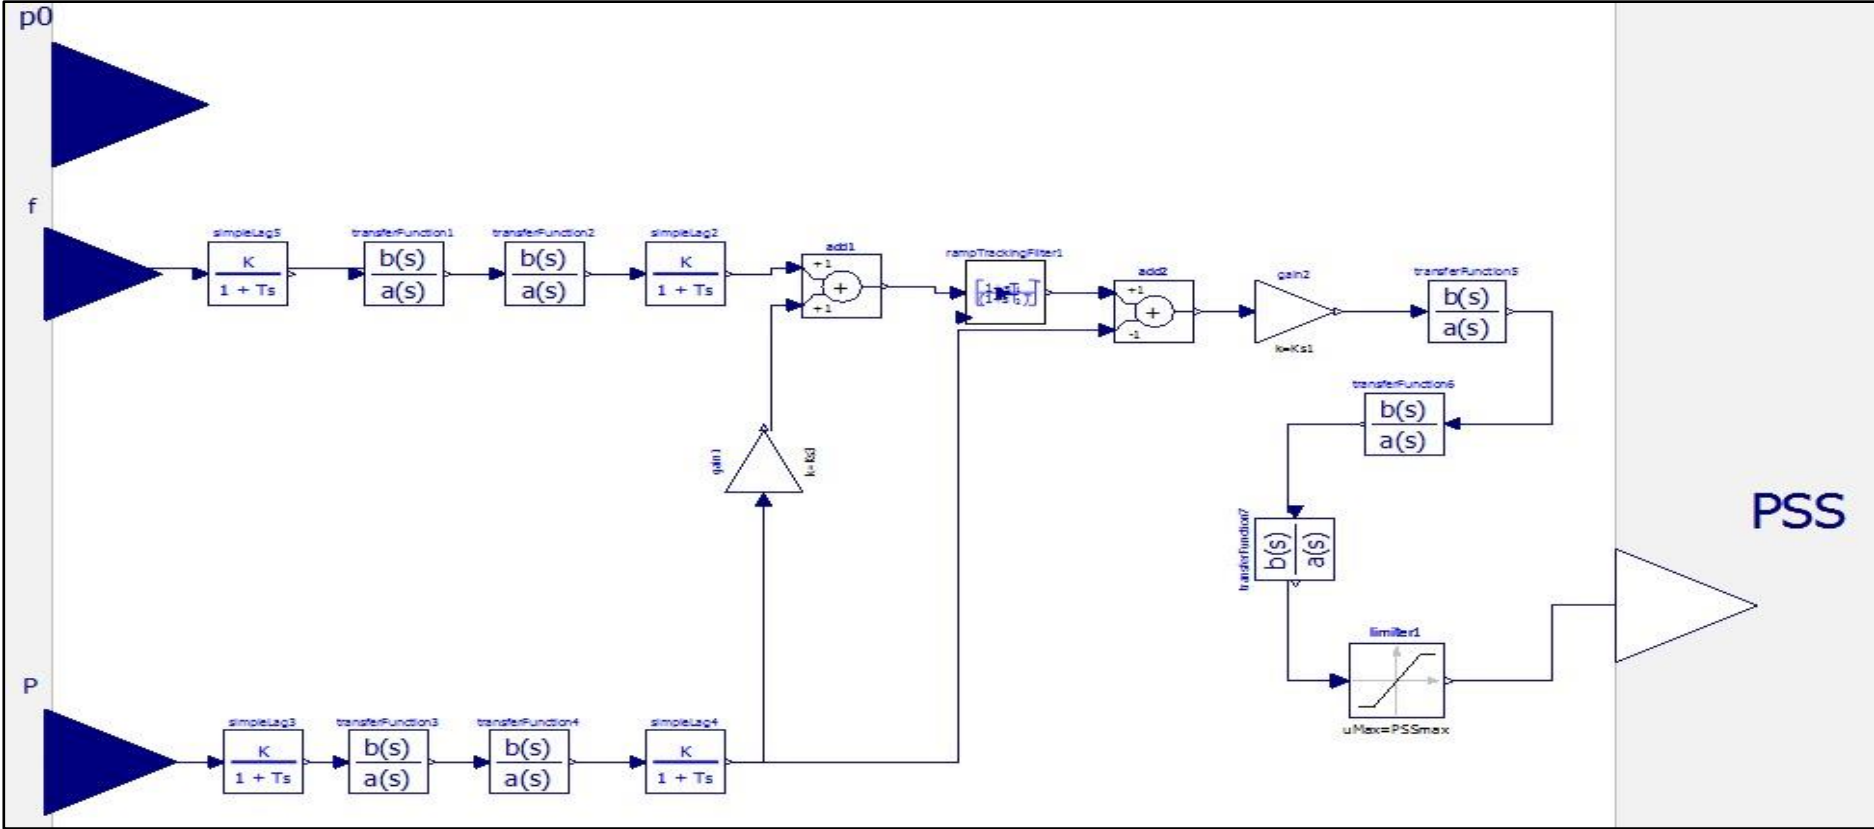 p0
f
simpleLag5
K
1 + Ts
transferFunction1
b(s)
a(s)
transferFunction2
b(s)
a(s)
simpleLag2
K
1 + Ts
add1
+1
+
+1
rampTrackingFilter1
add2
+1
+
-1
gain2
k=Ks1
transferFunction5
b(s)
a(s)
transferFunction6
b(s)
a(s)
gain1
k=Ks3
transferFunction7
b(s)
a(s)
PSS
limiter1
uMax=PSSmax
P
simpleLag3
K
1 + Ts
transferFunction3
b(s)
a(s)
transferFunction4
b(s)
a(s)
simpleLag4
K
1 + Ts